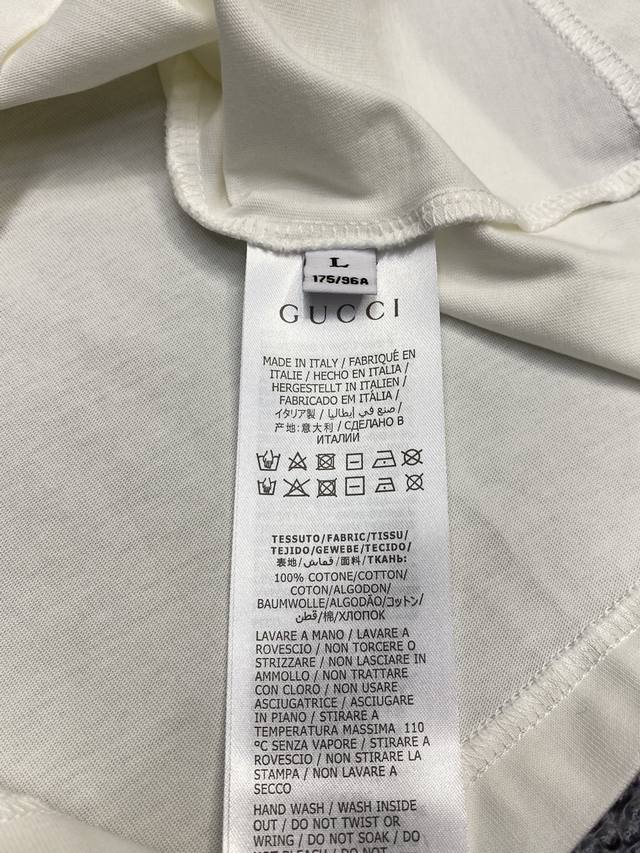 L
175/96A
GUCCI
MADE IN ITALY / FABRIQUÉ EN
ITALIE / HECHO EN ITALIA /
HERGESTELLT IN ITALIEN /
FABRICADO EM ITÁLIA /
イタリア製 / صنع في إيطاليا /
产地:意大利 / СДЕЛАНО В
ИТАЛИИ
TESSUTO/FABRIC/TISSU/
TEJIDO/GEWEBE/TECIDO/
表地/قماش/面料/ТКАНЬ:
100% COTONE/COTTON/
COTON/ALGODON/
BAUMWOLLE/ALGODÃO/コットン/
قطن/棉/ХЛОПОК
LAVARE A MANO / LAVARE A
ROVESCIO / NON TORCERE O
STRIZZARE / NON LASCIARE IN
AMMOLLO / NON TRATTARE
CON CLORO / NON USARE
ASCIUGATRICE / ASCIUGARE
IN PIANO / STIRARE A
TEMPERATURA MASSIMA 110
ºC SENZA VAPORE / STIRARE A
ROVESCIO / NON STIRARE LA
STAMPA / NON LAVARE A
SECCO
HAND WASH / WASH INSIDE
OUT / DO NOT TWIST OR
WRING / DO NOT SOAK / DO
NOT BLEACH / DO NOT